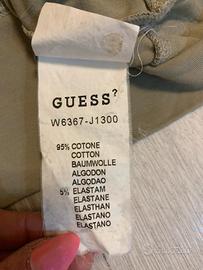 GUESS?
W6367-J1300
95% COTONE
COTTON
BAUMWOLLE
ALGODON
ALGODAO
5% ELASTAM
ELASTANE
ELASTHAN
ELASTANO
ELASTANO